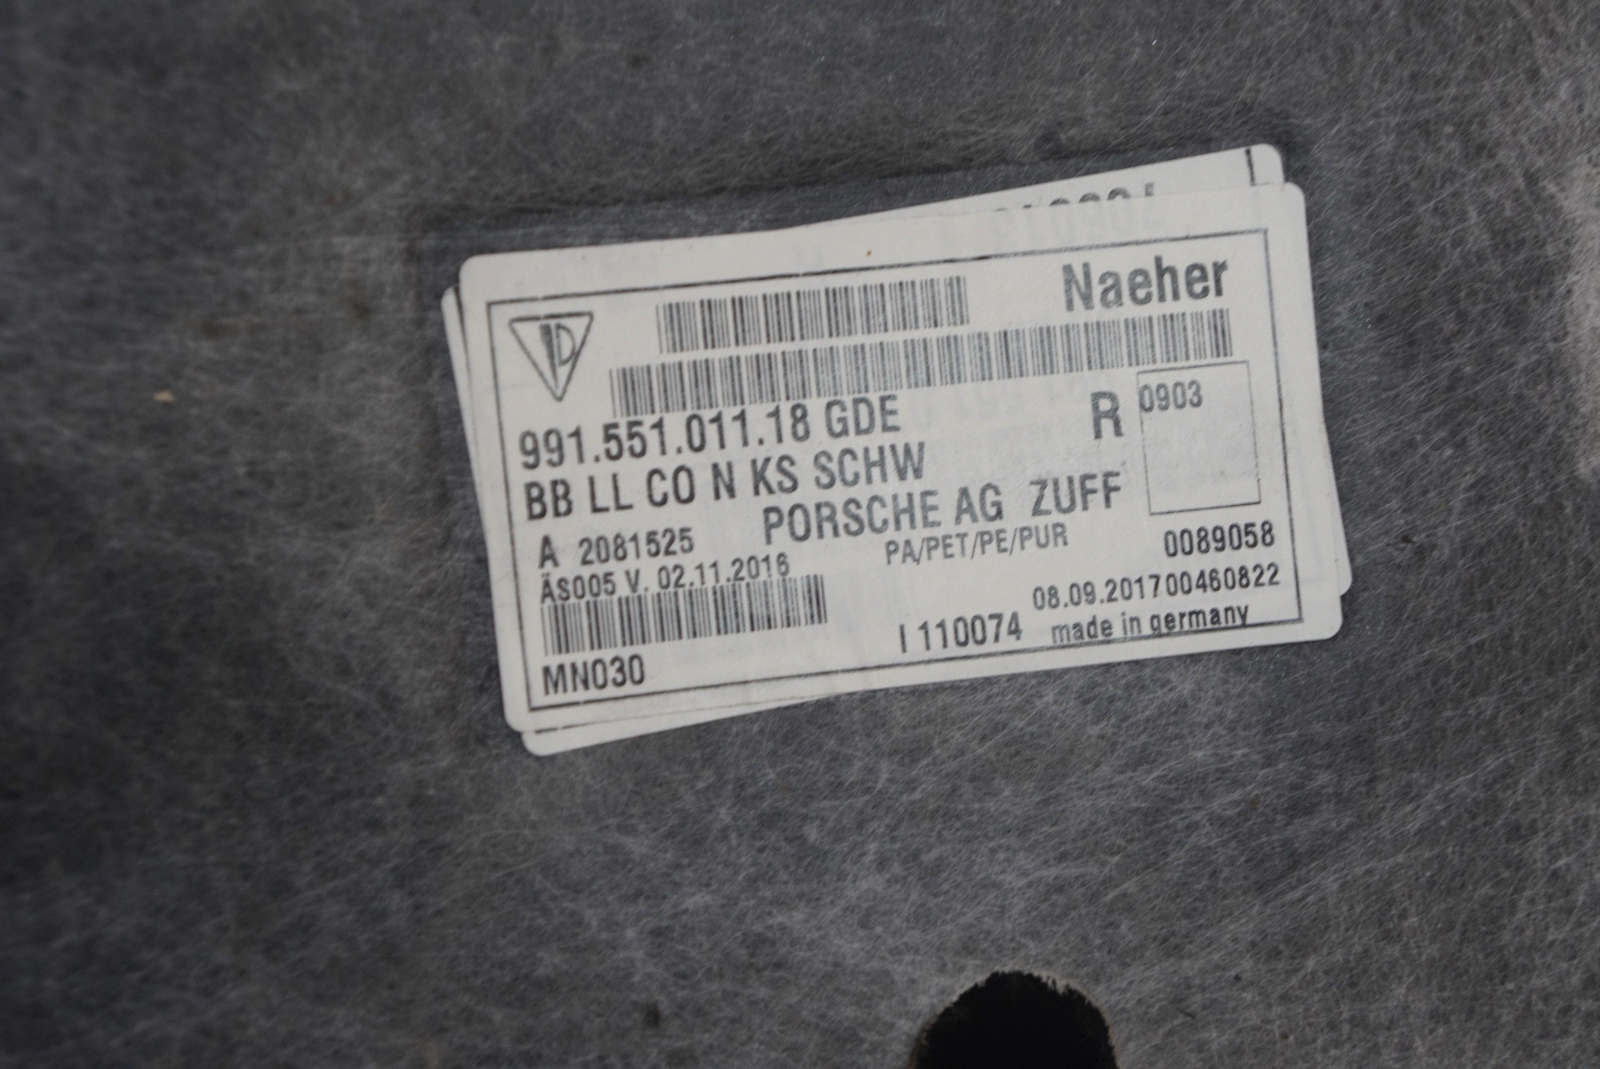 Naeher
991.551.011.18 GDE
R
0903
BB LL CO N KS SCHW
PORSCHE AG ZUFF
A 2081525
PA/PET/PE/PUR
0089058
ÄS005 V. 02.11.2016
08.09.201700460822
I 110074
made in germany
MN030